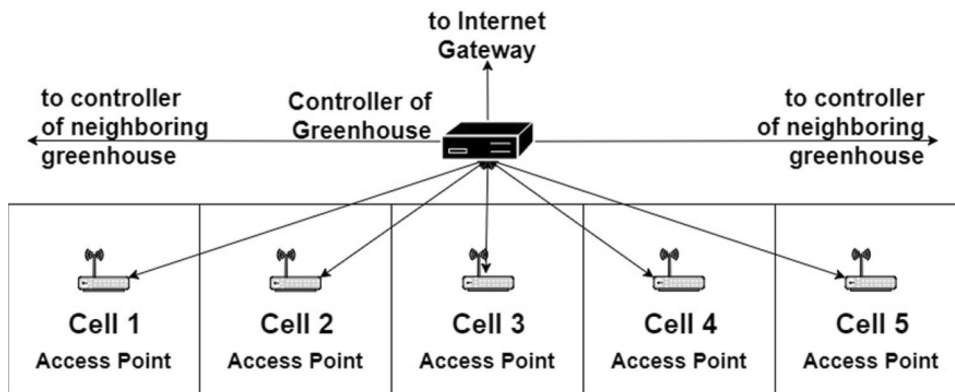 to Internet
Gateway
to controller
of neighboring
greenhouse
Controller of
Greenhouse
to controller
of neighboring
greenhouse
Cell 1
Access Point
Cell 2
Access Point
Cell 3
Access Point
Cell 4
Access Point
Cell 5
Access Point